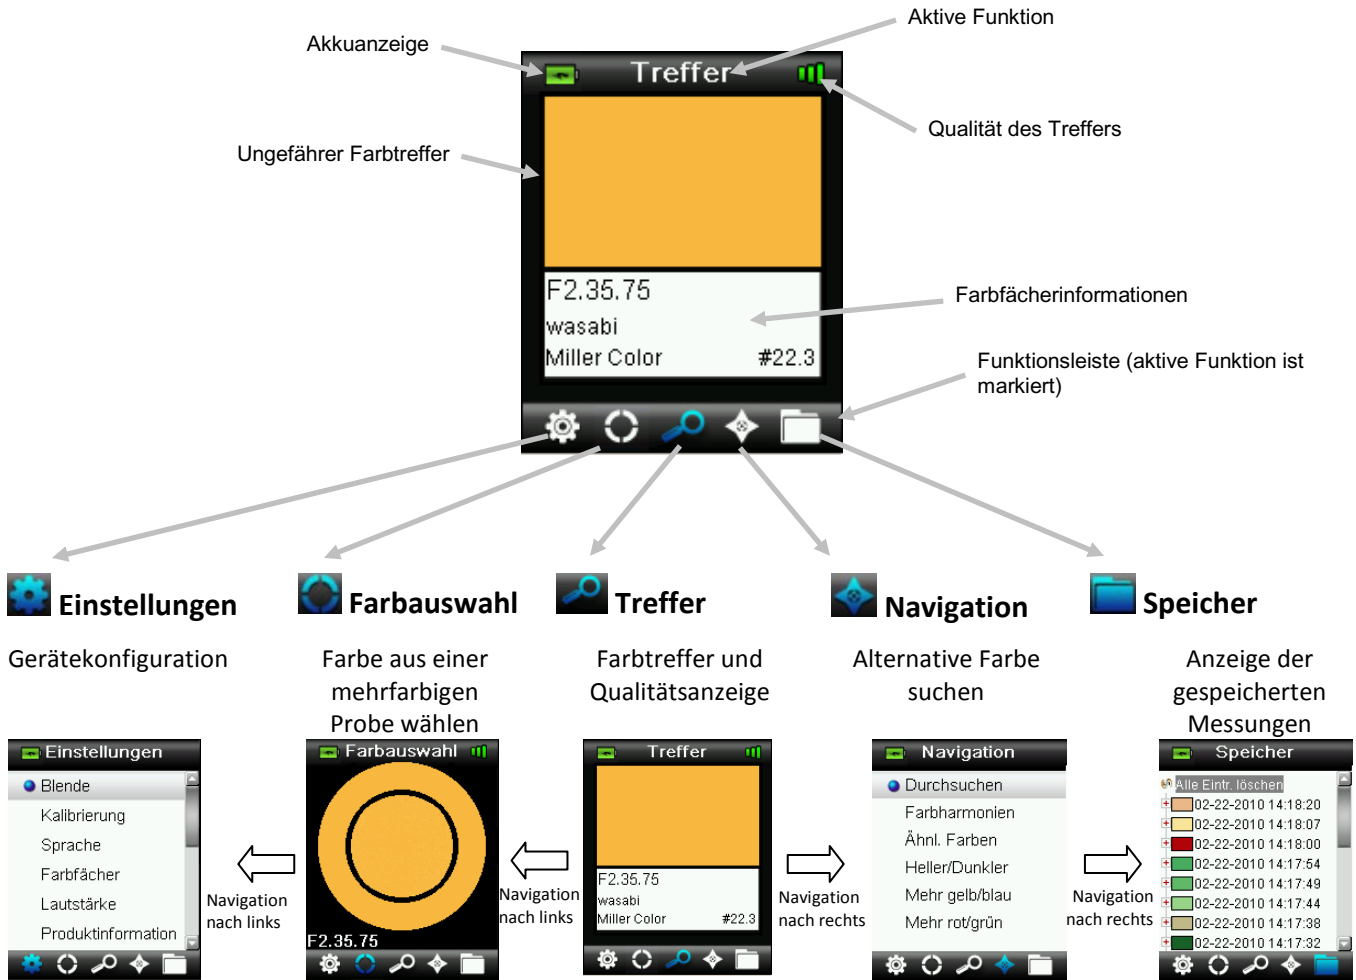 Aktive Funktion
Akkuanzeige
Treffer
Qualität des Treffers
Ungefährer Farbtreffer
F2.35.75
wasabi
Miller Color #22.3
Farbfächerinformationen
Funktionsleiste (aktive Funktion ist
markiert)
Einstellungen
Gerätekonfiguration
Farbauswahl
Farbe aus einer
mehrfarbigen
Probe wählen
Treffer
Farbtreffer und
Qualitätsanzeige
Navigation
Alternative Farbe
suchen
Speicher
Anzeige der
gespeicherten
Messungen
Einstellungen
Blende
Kalibrierung
Sprache
Farbfächer
Lautstärke
Produktinformation
Navigation
nach links
Farbauswahl
F2.35.75
Navigation
nach links
Treffer
F2.35.75
wasabi
Miller Color #22.3
Navigation
nach rechts
Navigation
Durchsuchen
Farbharmonien
Ähnl. Farben
Heller/Dunkler
Mehr gelb/blau
Mehr rot/grün
Navigation
nach rechts
Speicher
Alle Eintr. löschen
02-22-2010 14:18:20
02-22-2010 14:18:07
02-22-2010 14:18:00
02-22-2010 14:17:54
02-22-2010 14:17:49
02-22-2010 14:17:44
02-22-2010 14:17:38
02-22-2010 14:17:32